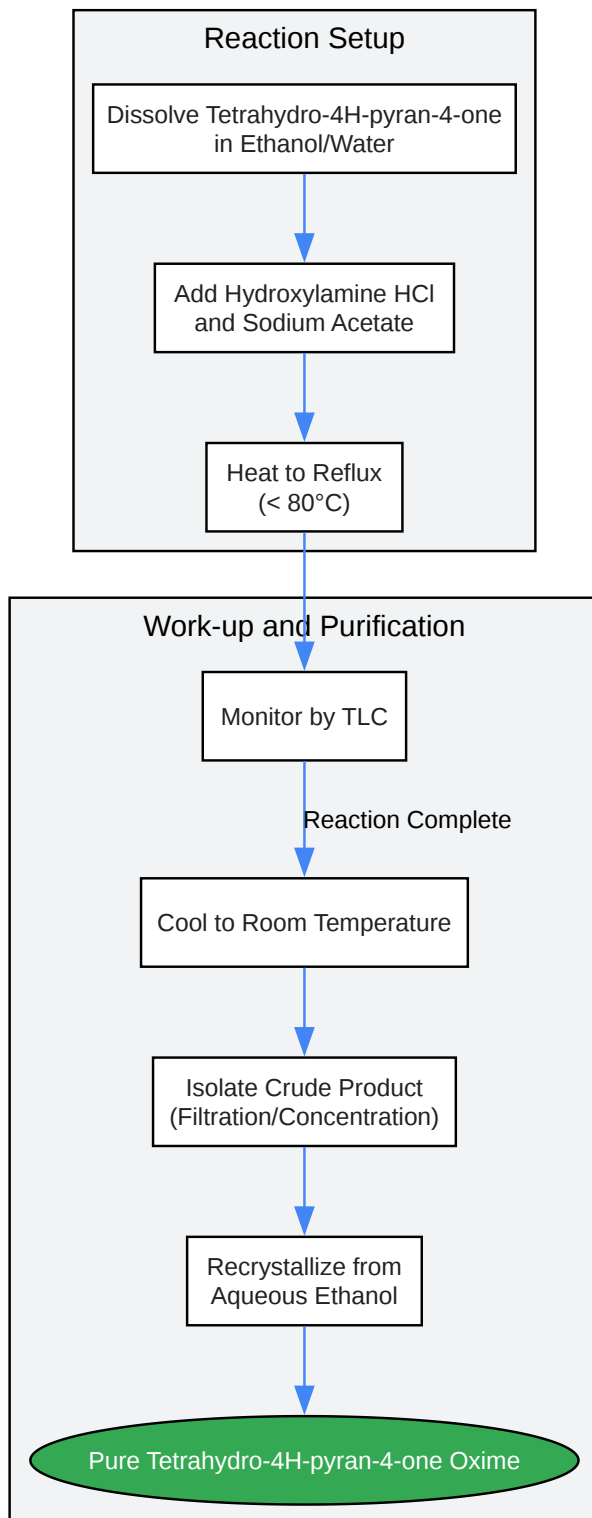 Reaction Setup
Dissolve Tetrahydro-4H-pyran-4-one
in Ethanol/Water
Add Hydroxylamine HCl
and Sodium Acetate
Heat to Reflux
(< 80°C)
Work-up and Purification
Monitor by TLC
Reaction Complete
Cool to Room Temperature
Isolate Crude Product
(Filtration/Concentration)
Recrystallize from
Aqueous Ethanol
Pure Tetrahydro-4H-pyran-4-one Oxime